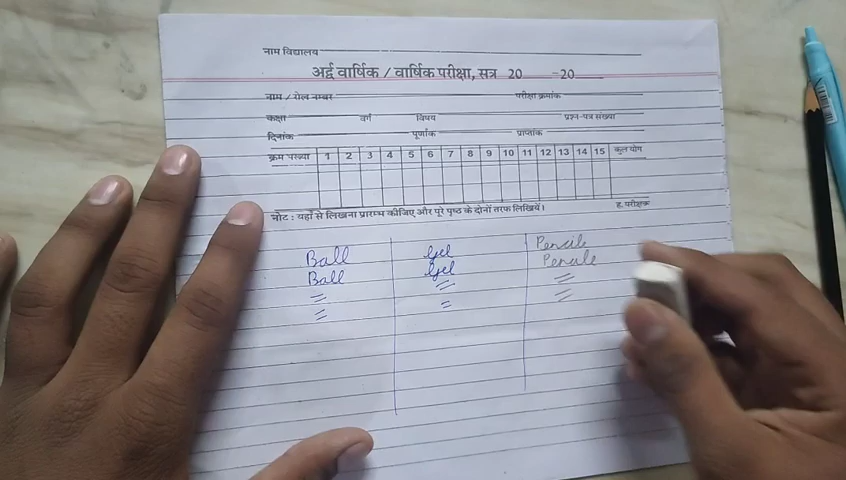 नाम विद्यालय
अर्द्ध वार्षिक / वार्षिक परीक्षा, सत्र 20 -20
नाम / रोल नम्बर परीक्षा क्रमांक
कक्षा वर्ग विषय प्रश्न-पत्र संख्या
दिनांक पूर्णांक प्राप्तांक
क्रम संख्या 1 2 3 4 5 6 7 8 9 10 11 12 13 14 15 कुल योग
नोट : यहाँ से लिखना प्रारम्भ कीजिए और पूरे पृष्ठ के दोनों तरफ लिखिये। ह. परीक्षक
Ball Gel Pencile
Ball Gel Pencile
= = =
= = =